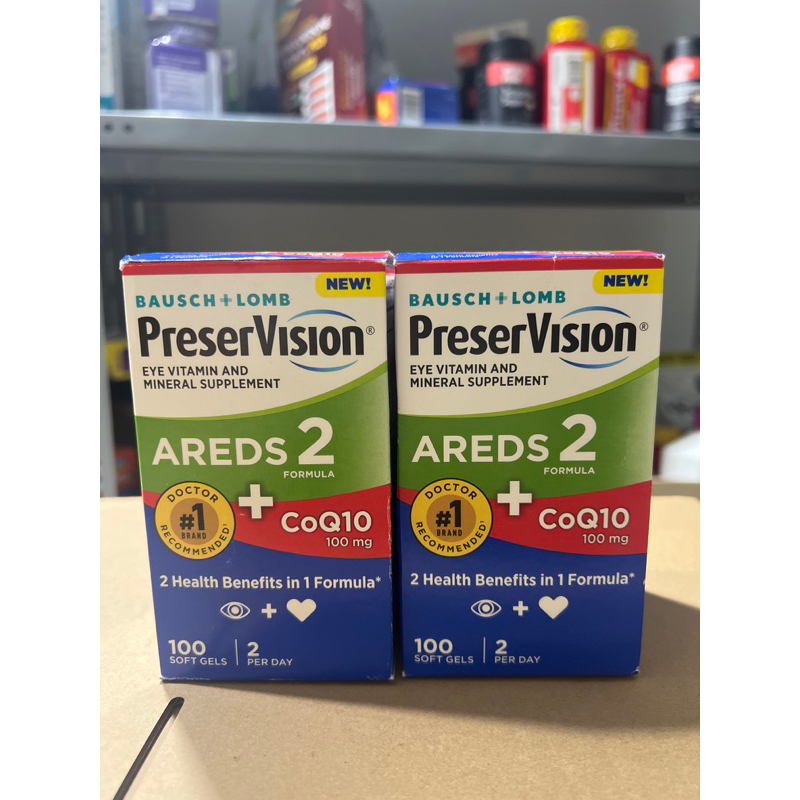 NEW!
BAUSCH + LOMB
PreserVision®
EYE VITAMIN AND
MINERAL SUPPLEMENT
AREDS 2
FORMULA
+
DOCTOR
#1
BRAND
RECOMMENDED†
CoQ10
100 mg
2 Health Benefits in 1 Formula*
+
100
SOFT GELS
2
PER DAY
NEW!
BAUSCH + LOMB
PreserVision®
EYE VITAMIN AND
MINERAL SUPPLEMENT
AREDS 2
FORMULA
+
DOCTOR
#1
BRAND
RECOMMENDED†
CoQ10
100 mg
2 Health Benefits in 1 Formula*
+
100
SOFT GELS
2
PER DAY